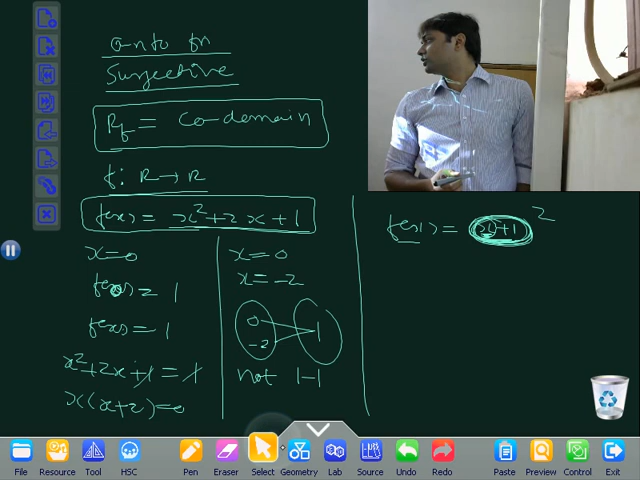 onto fn
Surjective
Rf = co-domain
f: R → R
f(x) = x²+2x+1
x=0
f(0)= 1
f(x)= 1
x²+2x+1 = 1
x(x+2)=0
x=0
x=-2
0
-2
1
not 1-1
f(x) = (x+1)²
File
Resource
Tool
HSC
Pen
Eraser
Select
Geometry
Lab
Source
Undo
Redo
Paste
Preview
Control
Exit